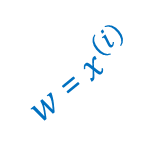 w = x⁽ⁱ⁾